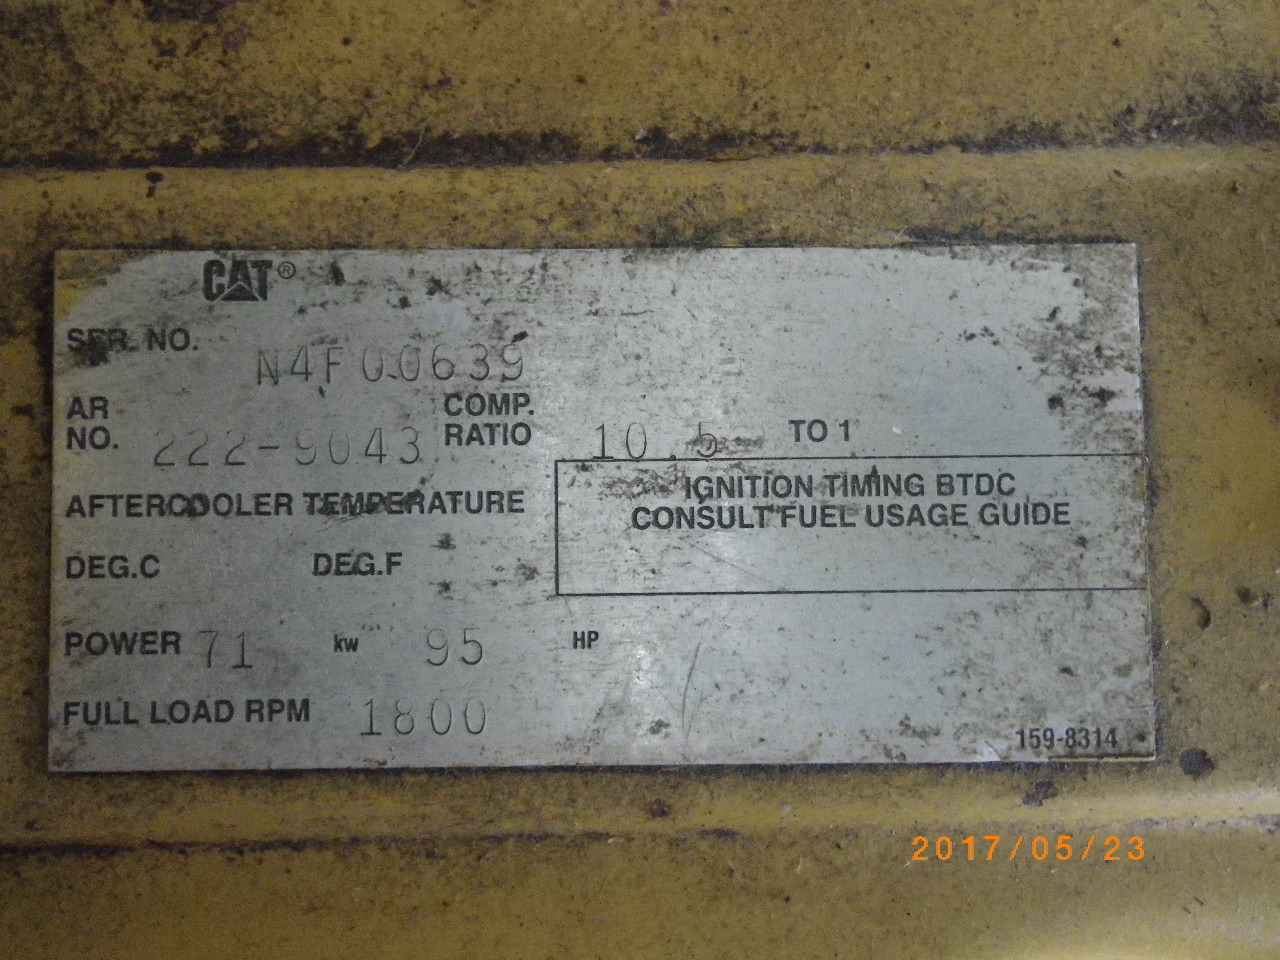 CAT®
SER. NO. N4F00639
AR NO. 222-9043 COMP. RATIO 10.5 TO 1
IGNITION TIMING BTDC
CONSULT FUEL USAGE GUIDE
AFTERCOOLER TEMPERATURE
DEG.C DEG.F
POWER 71 kw 95 HP
FULL LOAD RPM 1800
159-8314
2017/05/23